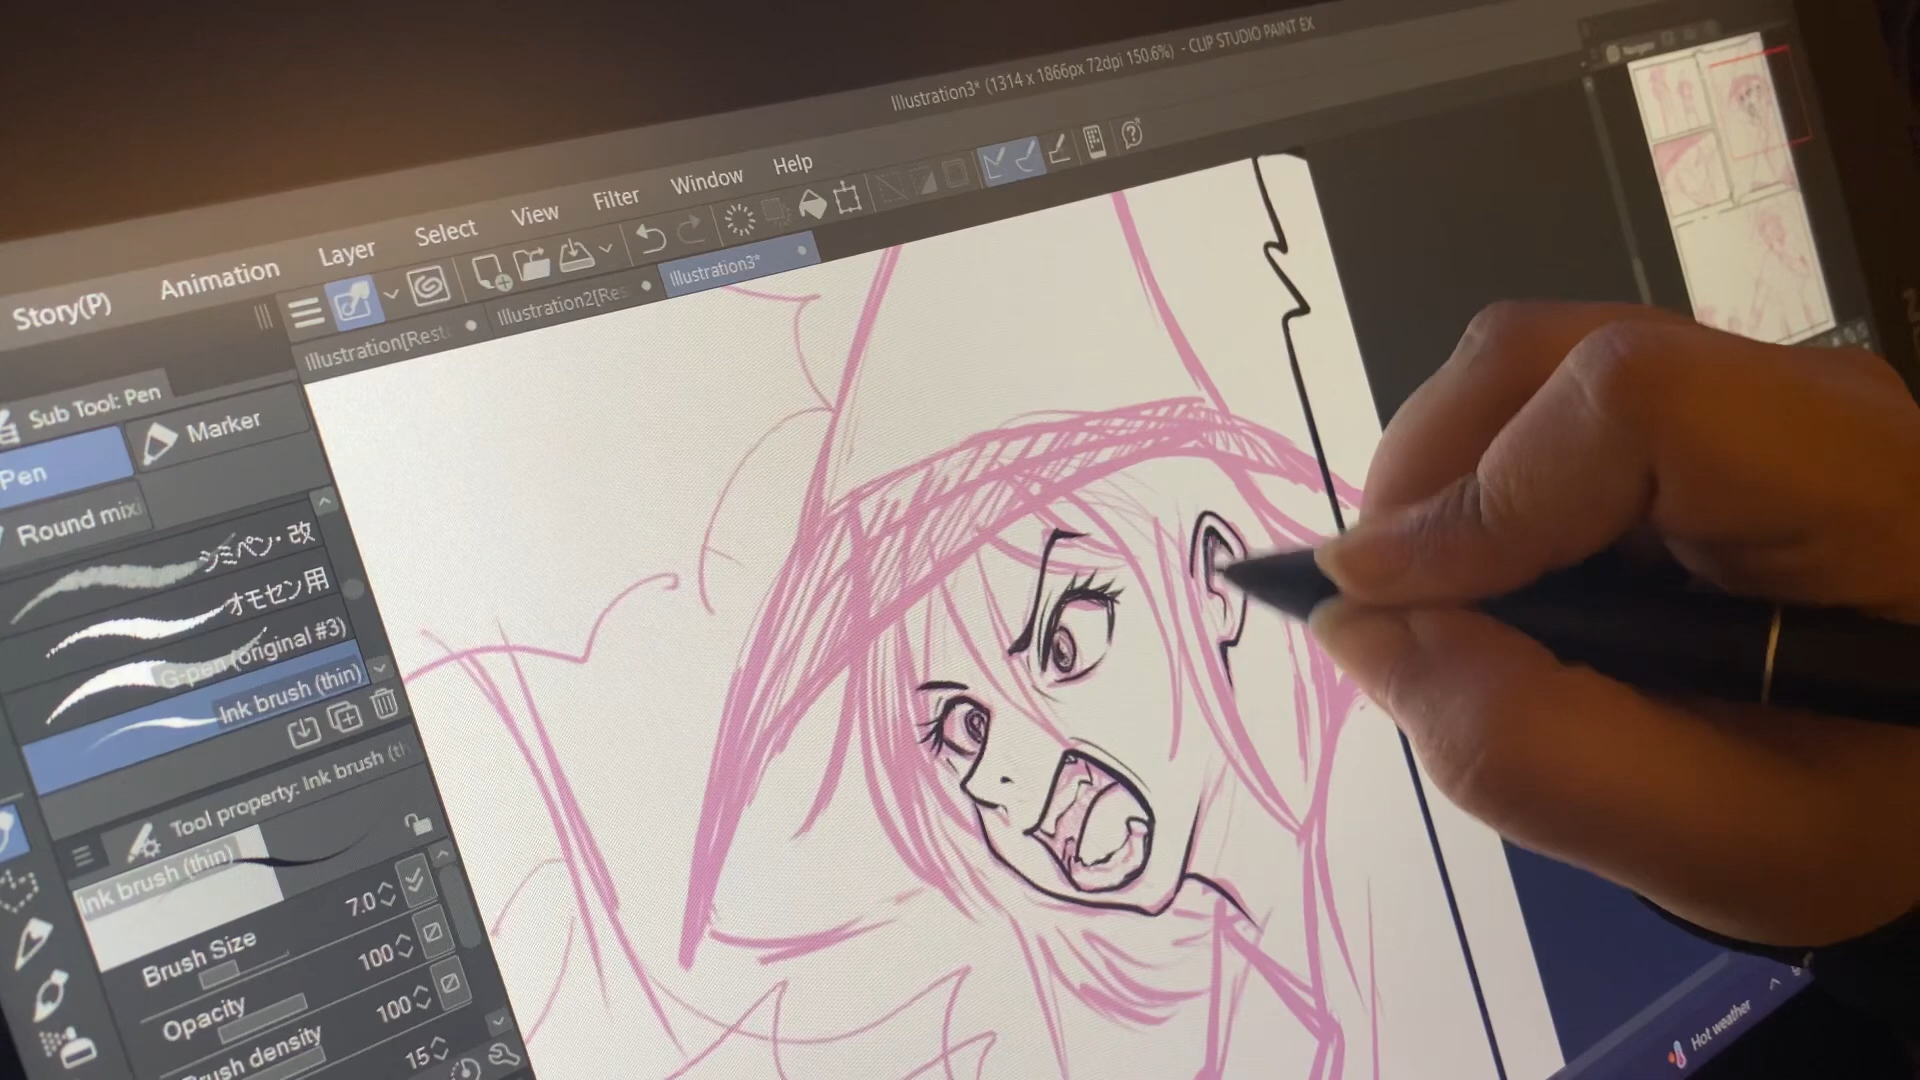 Illustration3* (1314 x 1866px 72dpi 150.6%) - CLIP STUDIO PAINT EX
Story(P) Animation Layer Select View Filter Window Help
Illustration[Rest Illustration2[Res Illustration3*
Sub Tool: Pen
Pen Marker
Round mixi
シミペン・改
オモセン用
G-pen (original #3)
Ink brush (thin)
Tool property: Ink brush (th
Ink brush (thin)
Brush Size 7.0
Opacity 100
Brush density 100
15
Hot weather